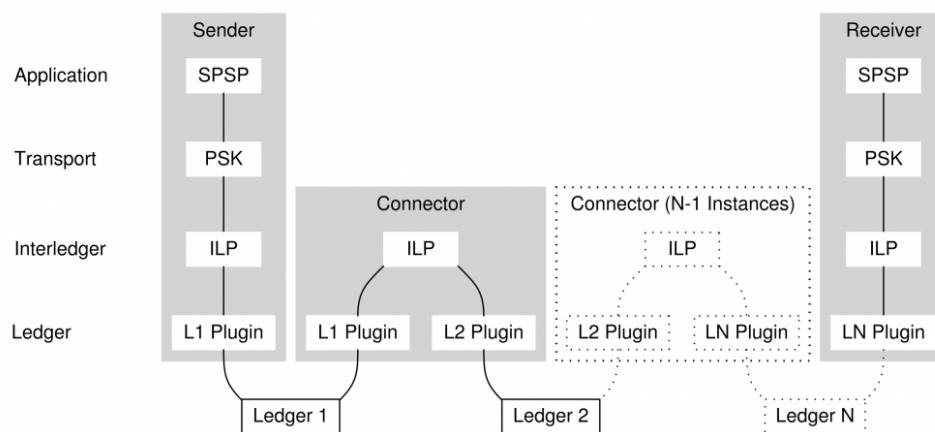 Sender
Receiver
Application
SPSP
SPSP
Transport
PSK
PSK
Connector
Connector (N-1 Instances)
Interledger
ILP
ILP
ILP
ILP
Ledger
L1 Plugin
L1 Plugin
L2 Plugin
L2 Plugin
LN Plugin
LN Plugin
Ledger 1
Ledger 2
Ledger N